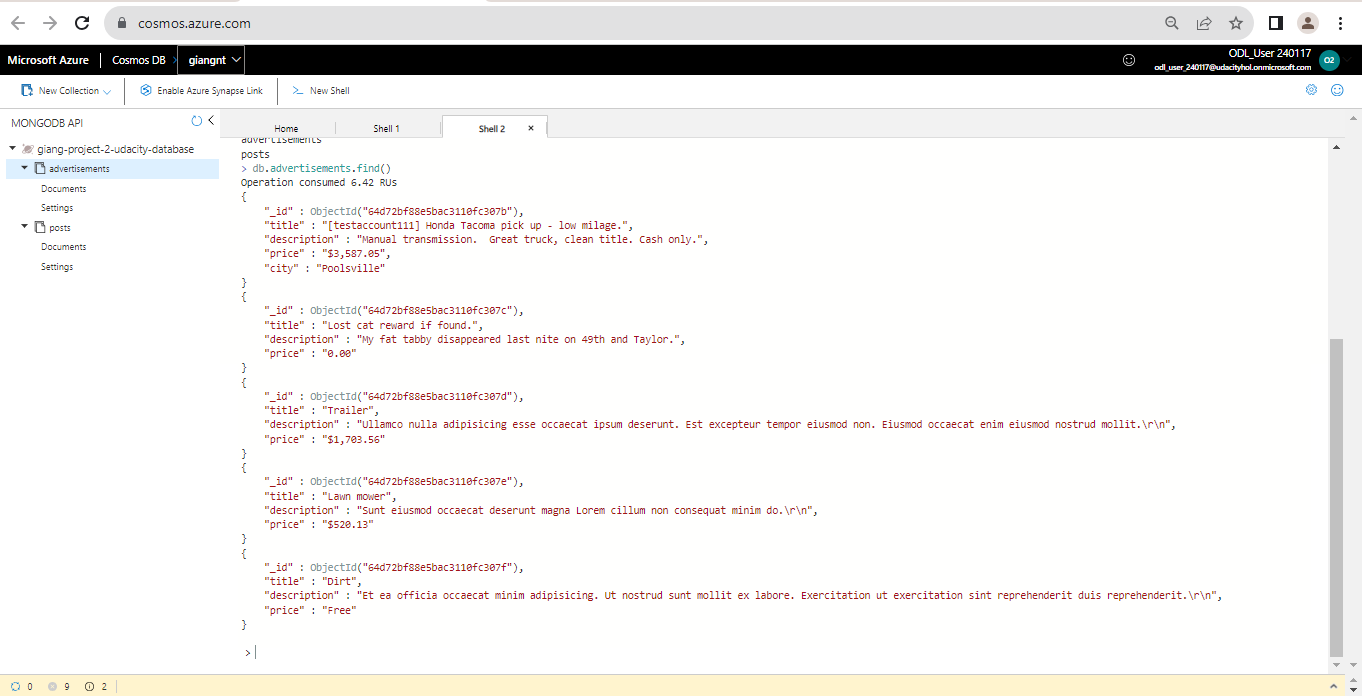 cosmos.azure.com
Microsoft Azure Cosmos DB giangnt ODL_User 240117
odl_user_240117@udacityhol.onmicrosoft.com O2
New Collection Enable Azure Synapse Link New Shell
MONGODB API
giang-project-2-udacity-database
advertisements
Documents
Settings
posts
Documents
Settings
Home Shell 1 Shell 2
advertisements
posts
> db.advertisements.find()
Operation consumed 6.42 RUs
{
"_id" : ObjectId("64d72bf88e5bac3110fc307b"),
"title" : "[testaccount111] Honda Tacoma pick up - low milage.",
"description" : "Manual transmission.  Great truck, clean title. Cash only.",
"price" : "$3,587.05",
"city" : "Poolsville"
}
{
"_id" : ObjectId("64d72bf88e5bac3110fc307c"),
"title" : "Lost cat reward if found.",
"description" : "My fat tabby disappeared last nite on 49th and Taylor.",
"price" : "0.00"
}
{
"_id" : ObjectId("64d72bf88e5bac3110fc307d"),
"title" : "Trailer",
"description" : "Ullamco nulla adipisicing esse occaecat ipsum deserunt. Est excepteur tempor eiusmod non. Eiusmod occaecat enim eiusmod nostrud mollit.\r\n",
"price" : "$1,703.56"
}
{
"_id" : ObjectId("64d72bf88e5bac3110fc307e"),
"title" : "Lawn mower",
"description" : "Sunt eiusmod occaecat deserunt magna Lorem cillum non consequat minim do.\r\n",
"price" : "$520.13"
}
{
"_id" : ObjectId("64d72bf88e5bac3110fc307f"),
"title" : "Dirt",
"description" : "Et ea officia occaecat minim adipisicing. Ut nostrud sunt mollit ex labore. Exercitation ut exercitation sint reprehenderit duis reprehenderit.\r\n",
"price" : "Free"
}
>
0 9 2